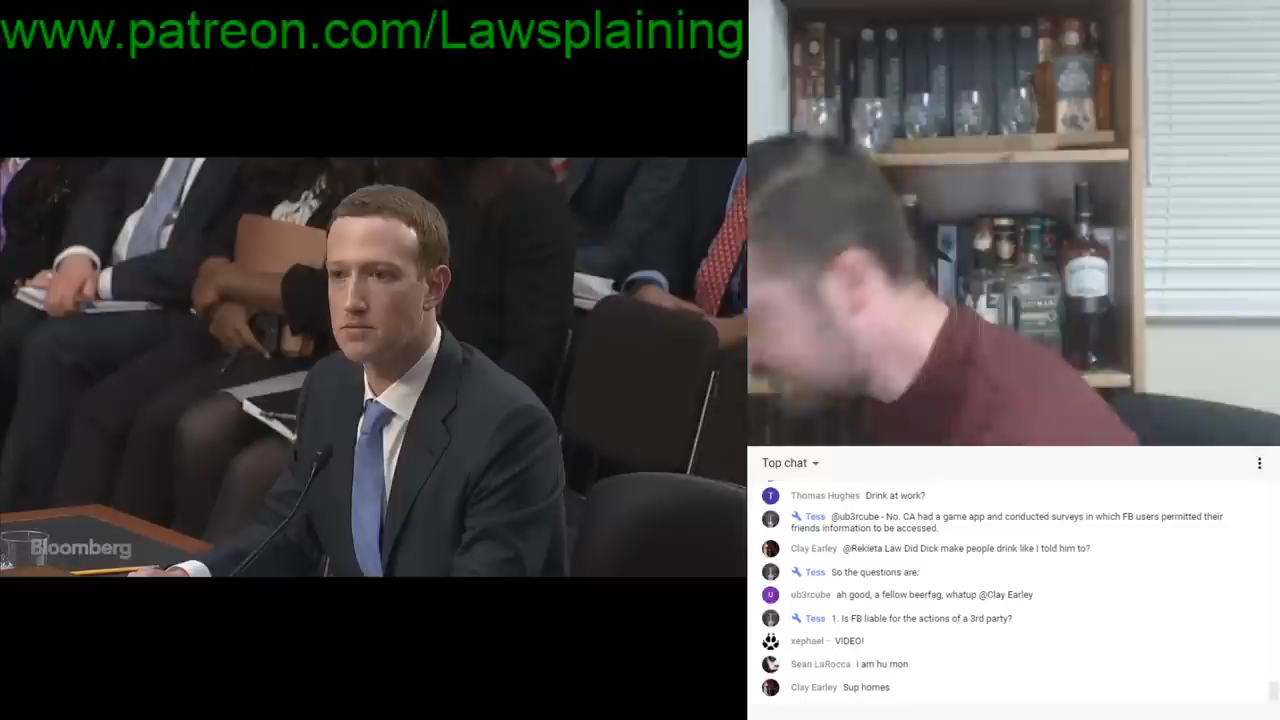 www.patreon.com/Lawsplaining
Bloomberg
Top chat
T Thomas Hughes Drink at work?
Tess @ub3rcube - No. CA had a game app and conducted surveys in which FB users permitted their
friends information to be accessed.
Clay Earley @Rekieta Law Did Dick make people drink like I told him to?
Tess So the questions are:
U ub3rcube ah good, a fellow beerfag, whatup @Clay Earley
Tess 1. Is FB liable for the actions of a 3rd party?
xephael - VIDEO!
Sean LaRocca i am hu mon
Clay Earley Sup homes